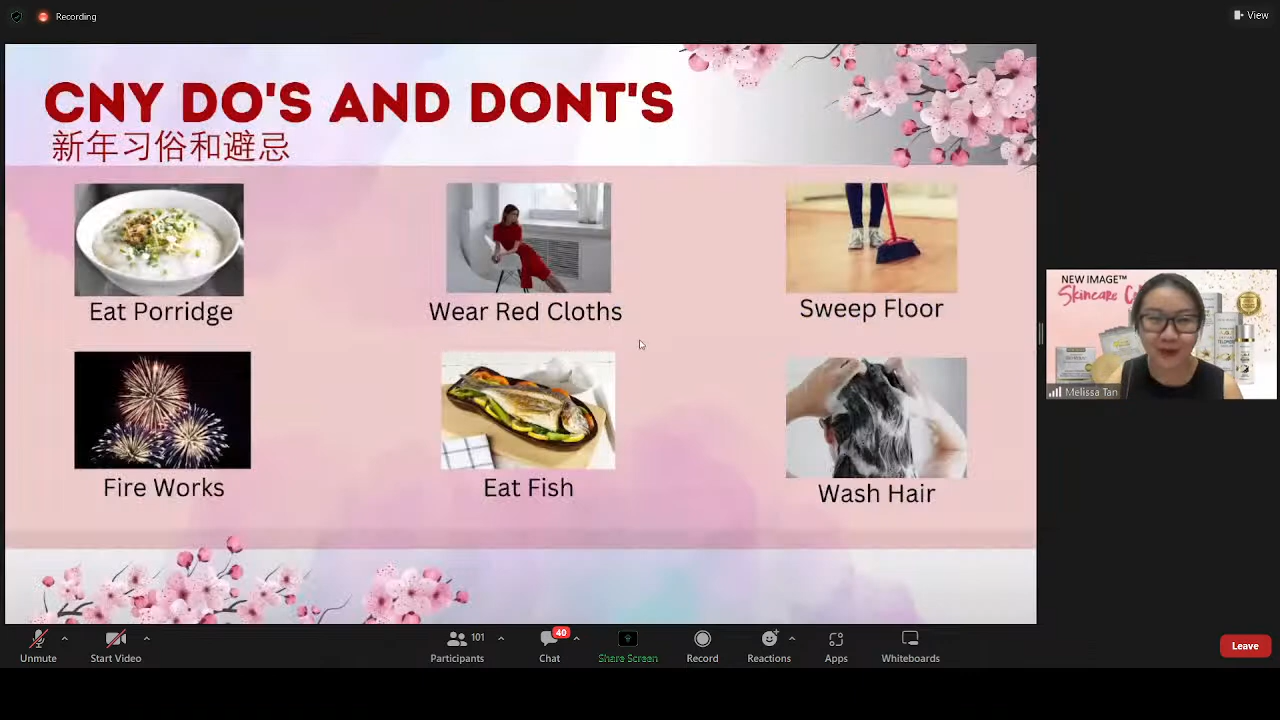 Recording
View
CNY DO'S AND DONT'S
新年习俗和避忌
Eat Porridge
Wear Red Cloths
Sweep Floor
Fire Works
Eat Fish
Wash Hair
NEW IMAGE™
Skincare
Melissa Tan
Unmute
Start Video
101
Participants
40
Chat
Share Screen
Record
Reactions
Apps
Whiteboards
Leave